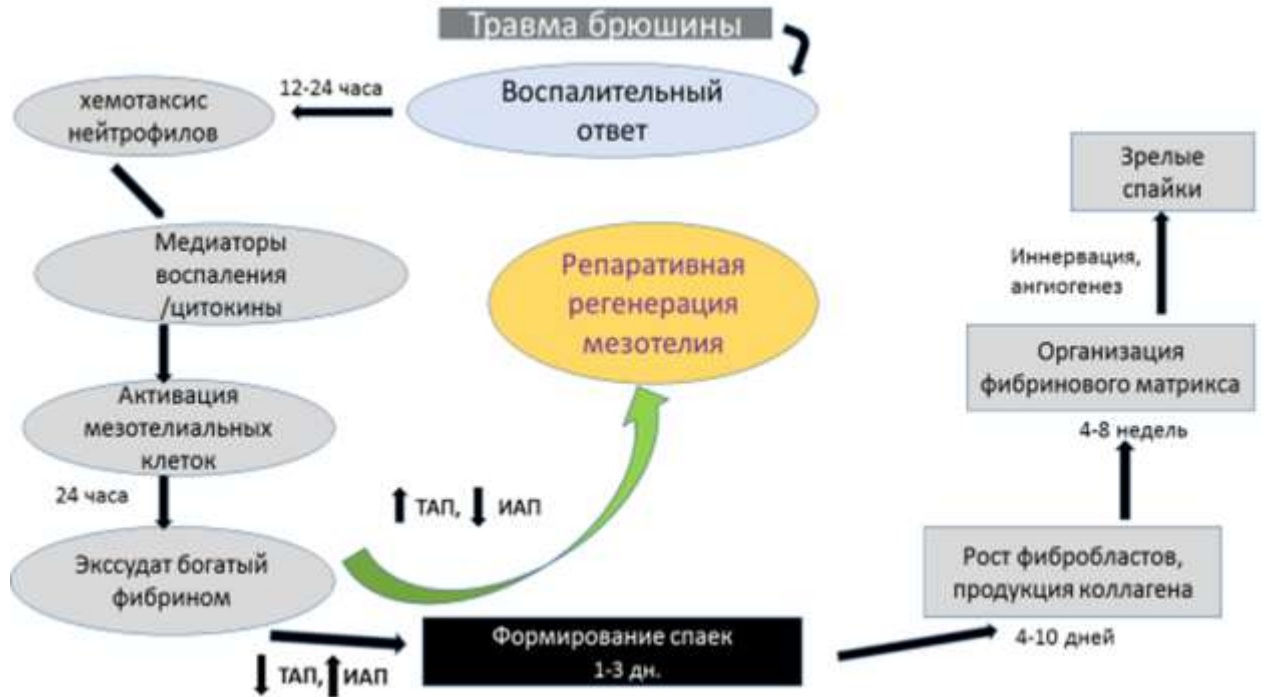 Травма брюшины
Воспалительный
ответ
12-24 часа
хемотаксис
нейтрофилов
Медиаторы
воспаления
/цитокины
Активация
мезотелиальных
клеток
24 часа
Экссудат богатый
фибрином
ТАП, ИАП
Репаративная
регенерация
мезотелия
ТАП, ИАП
Формирование спаек
1-3 дн.
4-10 дней
Рост фибробластов,
продукция коллагена
4-8 недель
Организация
фибринового матрикса
Иннервация,
ангиогенез
Зрелые
спайки